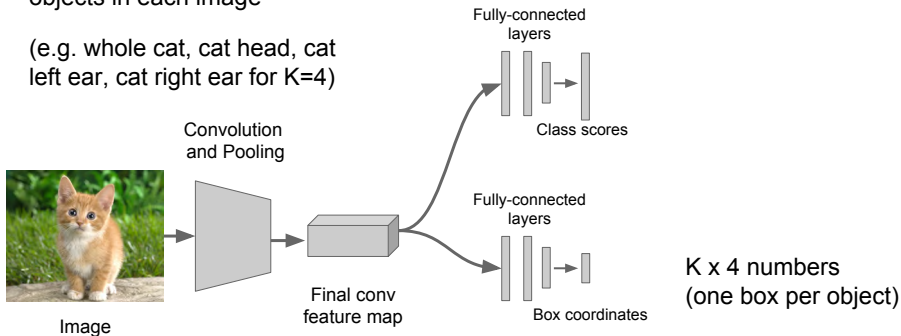 objects in each image
(e.g. whole cat, cat head, cat
left ear, cat right ear for K=4)
Convolution
and Pooling
Image
Final conv
feature map
Fully-connected
layers
Class scores
Fully-connected
layers
Box coordinates
K x 4 numbers
(one box per object)